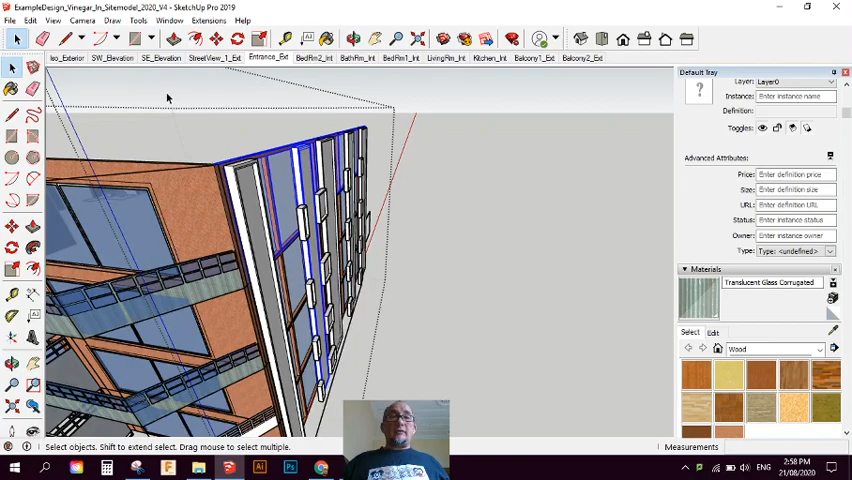 ExampleDesign_Vinegar_In_Sitemodel_2020_V4 - SketchUp Pro 2019
File Edit View Camera Draw Tools Window Extensions Help
Iso_Exterior SW_Elevation SE_Elevation StreetView_1_Ext Entrance_Ext BedRm2_Int BathRm_Int BedRm1_Int LivingRm_Int Kitchen_Int Balcony1_Ext Balcony2_Ext
Default Tray
Layer: Layer0
Instance: Enter instance name
Definition:
Toggles:
Advanced Attributes:
Price: Enter definition price
Size: Enter definition size
URL: Enter definition URL
Status: Enter instance status
Owner: Enter instance owner
Type: Type: <undefined>
Materials
Translucent Glass Corrugated
Select Edit
Wood
Select objects. Shift to extend select. Drag mouse to select multiple.
Measurements
ENG
2:58 PM
21/08/2020